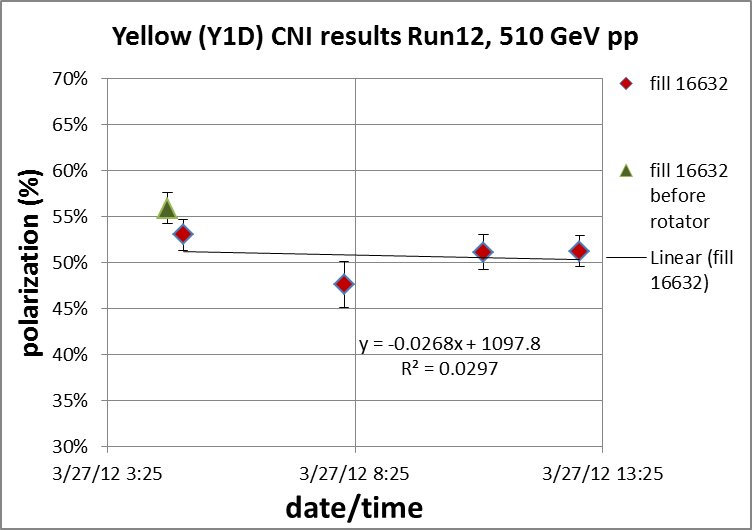 Yellow (Y1D) CNI results Run12, 510 GeV pp
70%
65%
60%
55%
50%
45%
40%
35%
30%
polarization (%)
3/27/12 3:25
3/27/12 8:25
3/27/12 13:25
date/time
y = -0.0268x + 1097.8
R² = 0.0297
fill 16632
fill 16632
before
rotator
Linear (fill
16632)